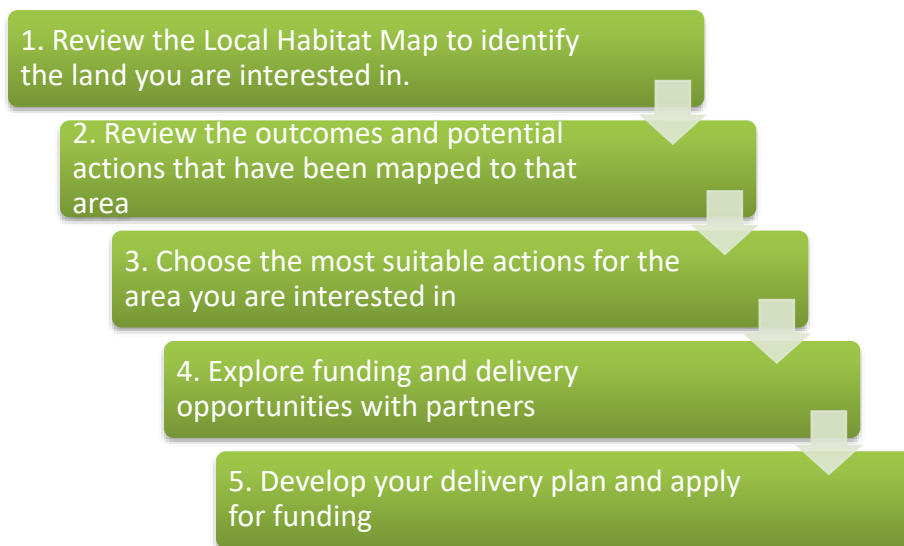 1. Review the Local Habitat Map to identify
the land you are interested in.
2. Review the outcomes and potential
actions that have been mapped to that
area
3. Choose the most suitable actions for the
area you are interested in
4. Explore funding and delivery
opportunities with partners
5. Develop your delivery plan and apply
for funding